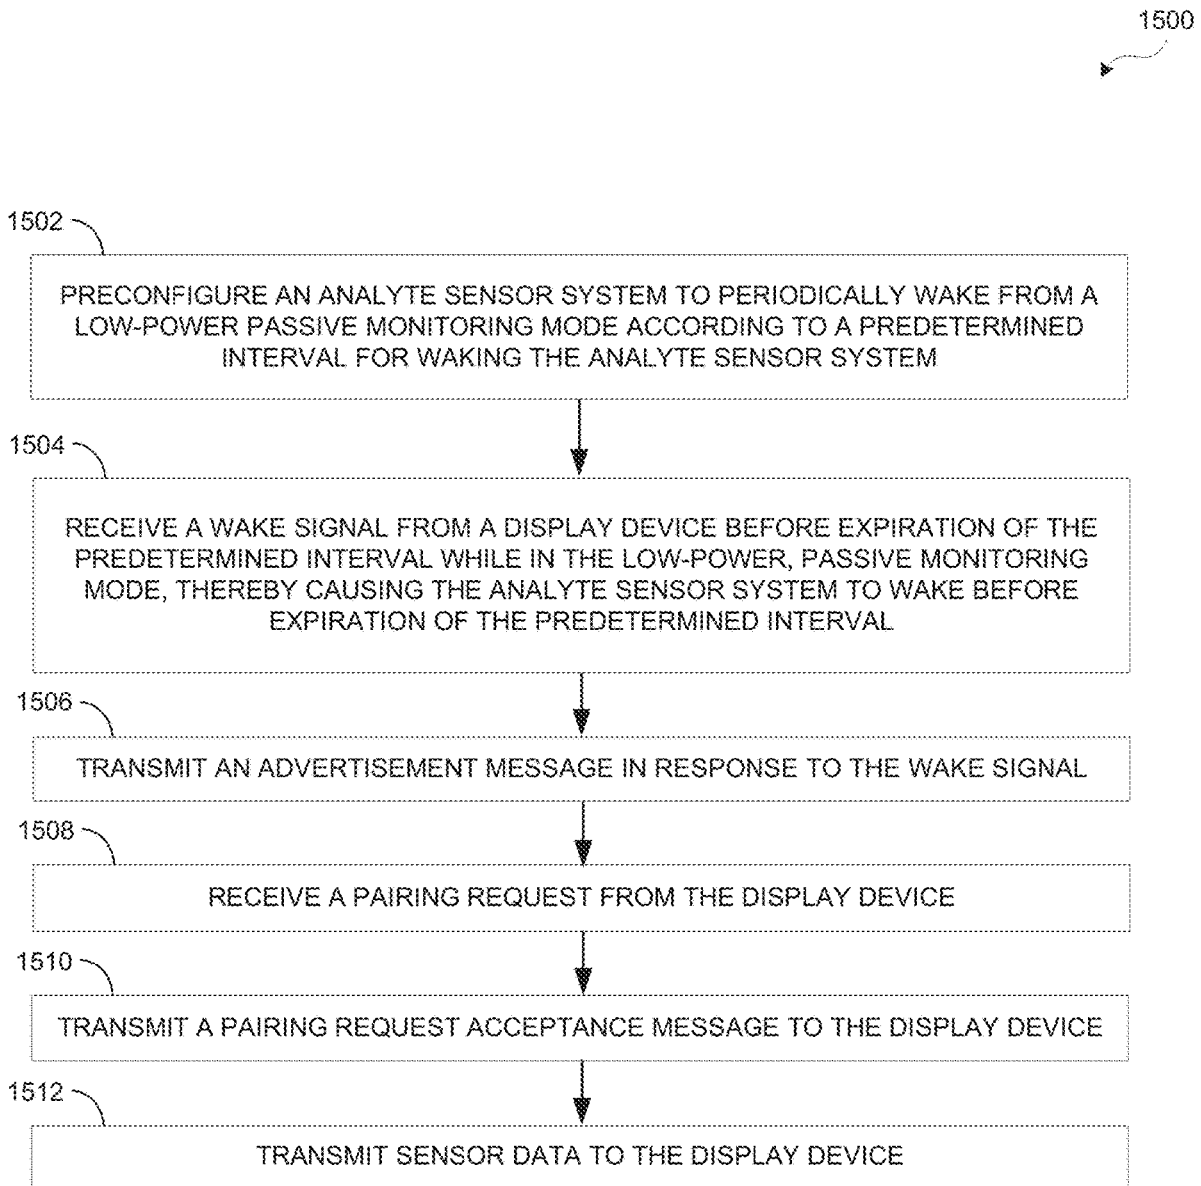 1500
1502
PRECONFIGURE AN ANALYTE SENSOR SYSTEM TO PERIODICALLY WAKE FROM A
LOW-POWER PASSIVE MONITORING MODE ACCORDING TO A PREDETERMINED
INTERVAL FOR WAKING THE ANALYTE SENSOR SYSTEM
1504
RECEIVE A WAKE SIGNAL FROM A DISPLAY DEVICE BEFORE EXPIRATION OF THE
PREDETERMINED INTERVAL WHILE IN THE LOW-POWER, PASSIVE MONITORING
MODE, THEREBY CAUSING THE ANALYTE SENSOR SYSTEM TO WAKE BEFORE
EXPIRATION OF THE PREDETERMINED INTERVAL
1506
TRANSMIT AN ADVERTISEMENT MESSAGE IN RESPONSE TO THE WAKE SIGNAL
1508
RECEIVE A PAIRING REQUEST FROM THE DISPLAY DEVICE
1510
TRANSMIT A PAIRING REQUEST ACCEPTANCE MESSAGE TO THE DISPLAY DEVICE
1512
TRANSMIT SENSOR DATA TO THE DISPLAY DEVICE